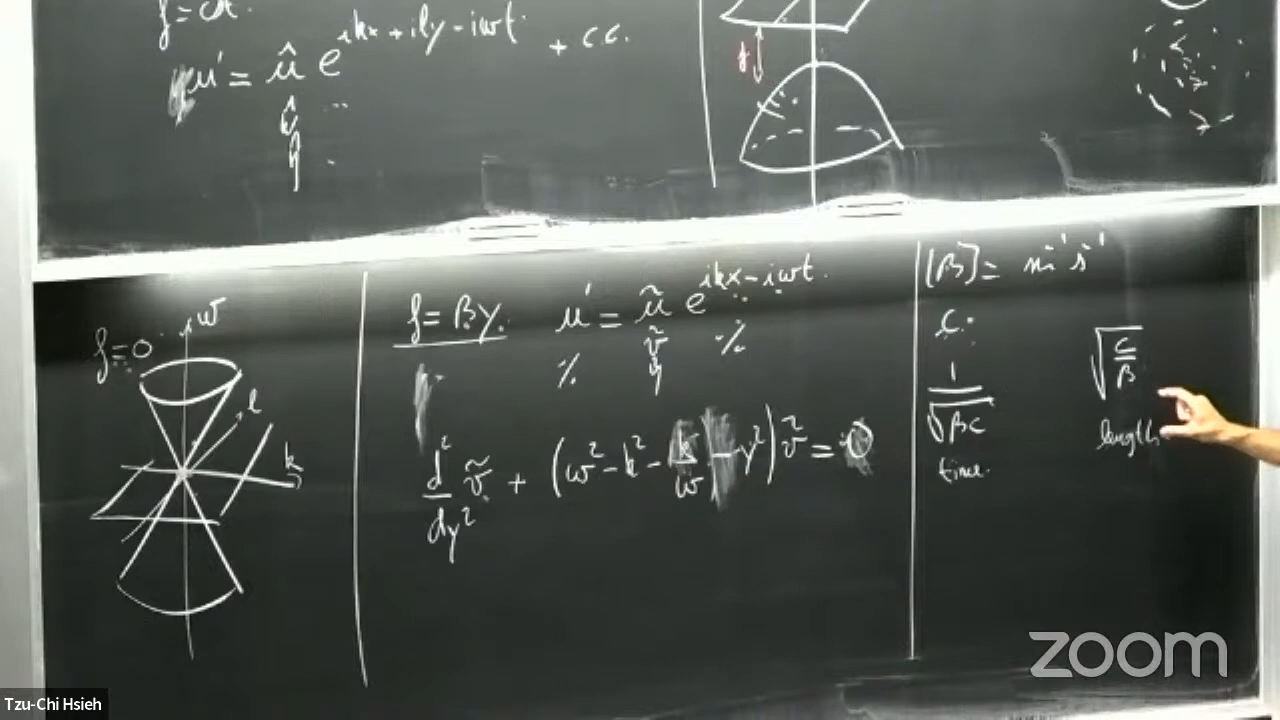 f = cst.
u' = û e^{ikx + ily - iωt} + c.c.
v̂ ...
η̂ .
f
f = 0
ω
l
k
f = βy. u' = ũ e^{ikx - iωt}.
% ṽ %
η̃
d²/dy² ṽ + (ω² - k² - k/ω - y²) ṽ = 0
[β] = m⁻¹ s⁻¹
C:
1/√(βC)
time.
√(C/β)
length
zoom
Tzu-Chi Hsieh